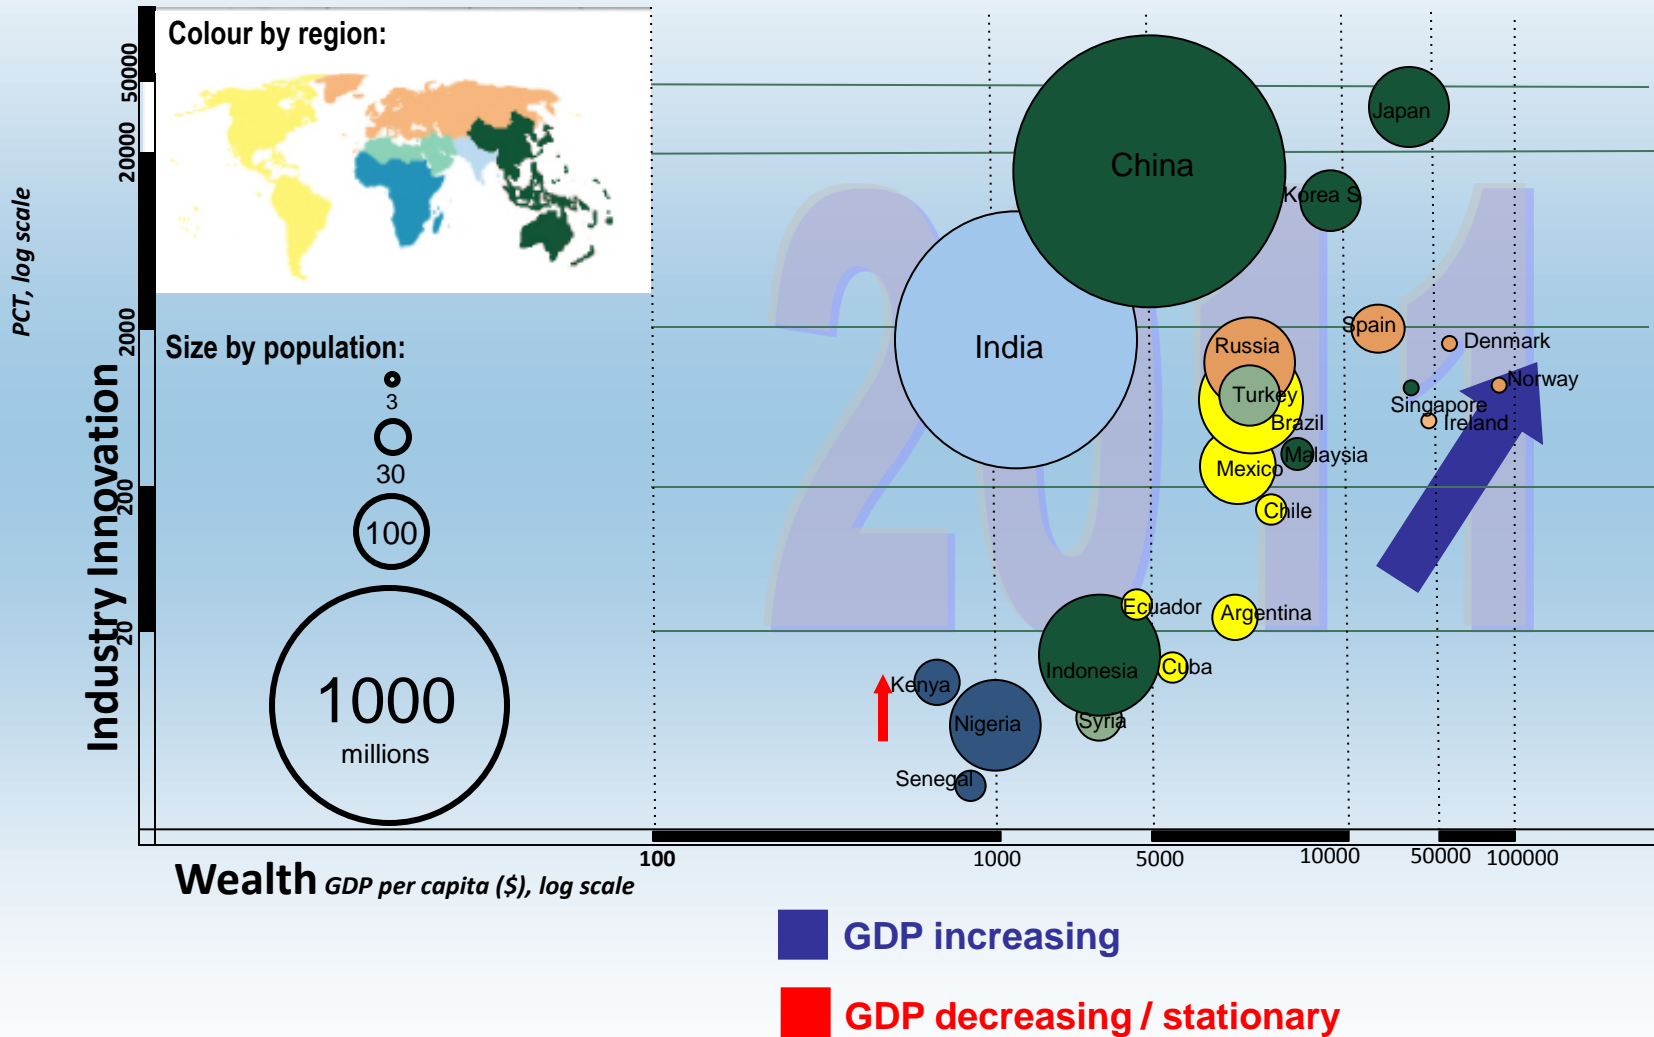 Colour by region:
50000
20000
2000
200
20
PCT, log scale
Industry Innovation
Size by population:
3
30
100
1000
millions
2011
China
Japan
Korea S
India
Spain
Russia
Denmark
Turkey
Norway
Singapore
Brazil
Ireland
Malaysia
Mexico
Chile
Ecuador
Argentina
Indonesia
Cuba
Kenya
Nigeria
Syria
Senegal
100
1000
5000
10000
50000
100000
Wealth GDP per capita ($), log scale
GDP increasing
GDP decreasing / stationary